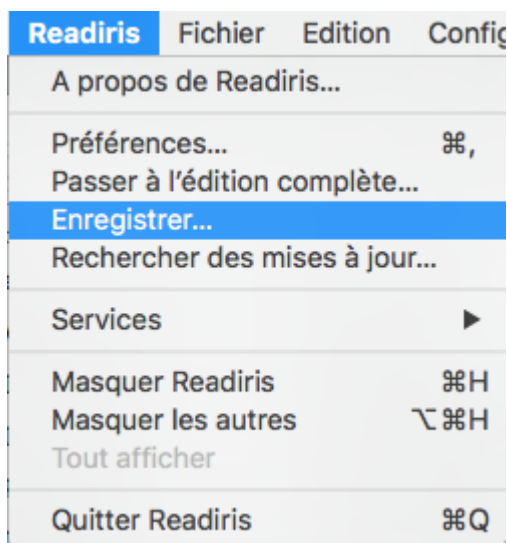 Readiris Fichier Edition Config
A propos de Readiris...
Préférences... ⌘,
Passer à l'édition complète...
Enregistrer...
Rechercher des mises à jour...
Services ▶
Masquer Readiris ⌘H
Masquer les autres ⌥⌘H
Tout afficher
Quitter Readiris ⌘Q